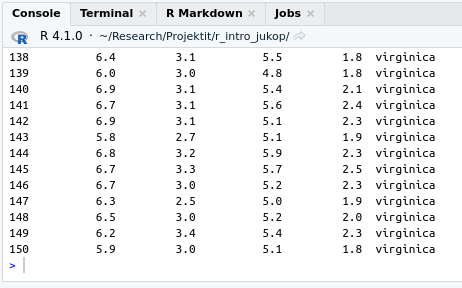 Console Terminal × R Markdown × Jobs ×
R 4.1.0 · ~/Research/Projektit/r_intro_jukop/
138 6.4 3.1 5.5 1.8 virginica
139 6.0 3.0 4.8 1.8 virginica
140 6.9 3.1 5.4 2.1 virginica
141 6.7 3.1 5.6 2.4 virginica
142 6.9 3.1 5.1 2.3 virginica
143 5.8 2.7 5.1 1.9 virginica
144 6.8 3.2 5.9 2.3 virginica
145 6.7 3.3 5.7 2.5 virginica
146 6.7 3.0 5.2 2.3 virginica
147 6.3 2.5 5.0 1.9 virginica
148 6.5 3.0 5.2 2.0 virginica
149 6.2 3.4 5.4 2.3 virginica
150 5.9 3.0 5.1 1.8 virginica
>